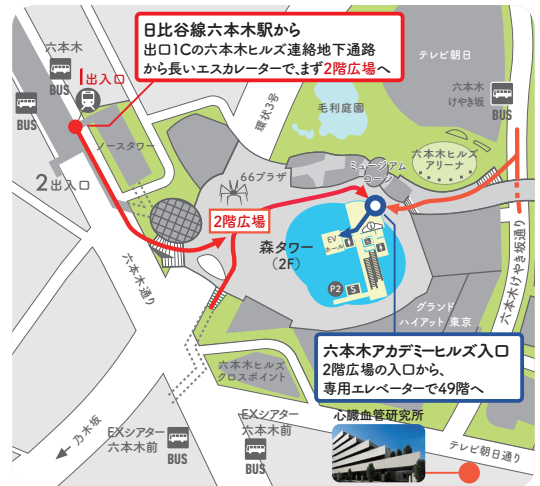 日比谷線六本木駅から
出口1Cの六本木ヒルズ連絡地下通路
から長いエスカレーターで、まず2階広場へ
六本木
BUS
1出入口
BUS
テレビ朝日
六本木
けやき坂
BUS
環状3号
毛利庭園
ノースタワー
ミュージアム
コーン
六本木ヒルズ
アリーナ
66プラザ
2出入口
2階広場
森タワー
(2F)
EV
ホール
P2
S
六本木通り
六本木けやき坂通り
グランド
ハイアット 東京
六本木アカデミーヒルズ入口
2階広場の入口から、
専用エレベーターで49階へ
六本木ヒルズ
クロスポイント
乃木坂
EXシアター
六本木前
BUS
EXシアター
六本木前
BUS
心臓血管研究所
テレビ朝日通り